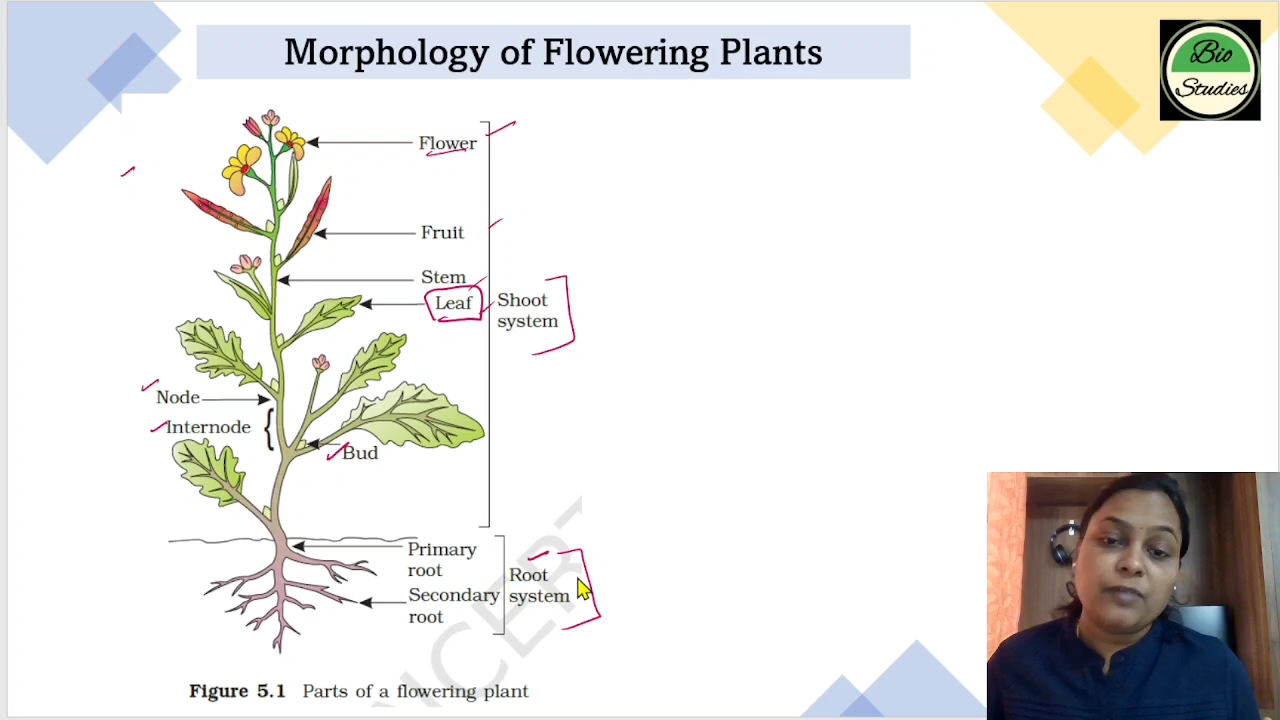 Morphology of Flowering Plants
Bio
Studies
Flower
Fruit
Stem
Leaf
Shoot
system
Node
Internode
Bud
Primary
root
Secondary
root
Root
system
NCERT
Figure 5.1 Parts of a flowering plant